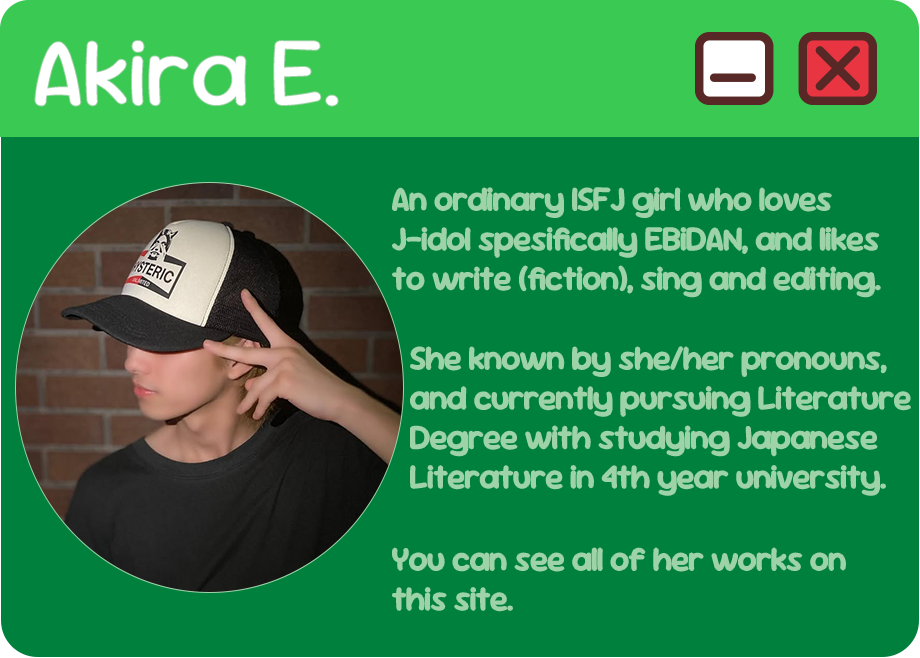 Akira E.
An ordinary ISFJ girl who loves
J-idol spesifically EBiDAN, and likes
to write (fiction), sing and editing.
She known by she/her pronouns,
and currently pursuing Literature
Degree with studying Japanese
Literature in 4th year university.
You can see all of her works on
this site.
YSTERIC